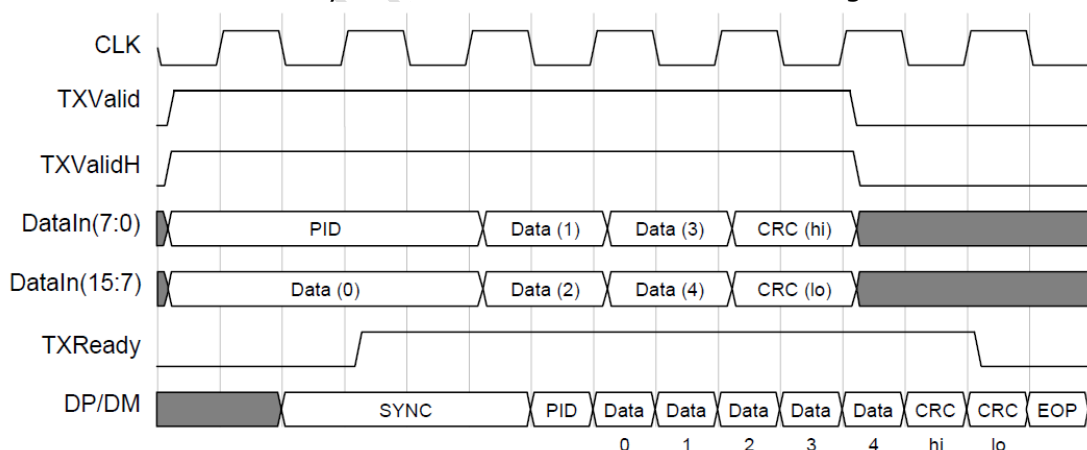 CLK
TXValid
TXValidH
DataIn(7:0) PID Data (1) Data (3) CRC (hi)
DataIn(15:7) Data (0) Data (2) Data (4) CRC (lo)
TXReady
DP/DM SYNC PID Data Data Data Data Data CRC CRC EOP
0 1 2 3 4 hi lo